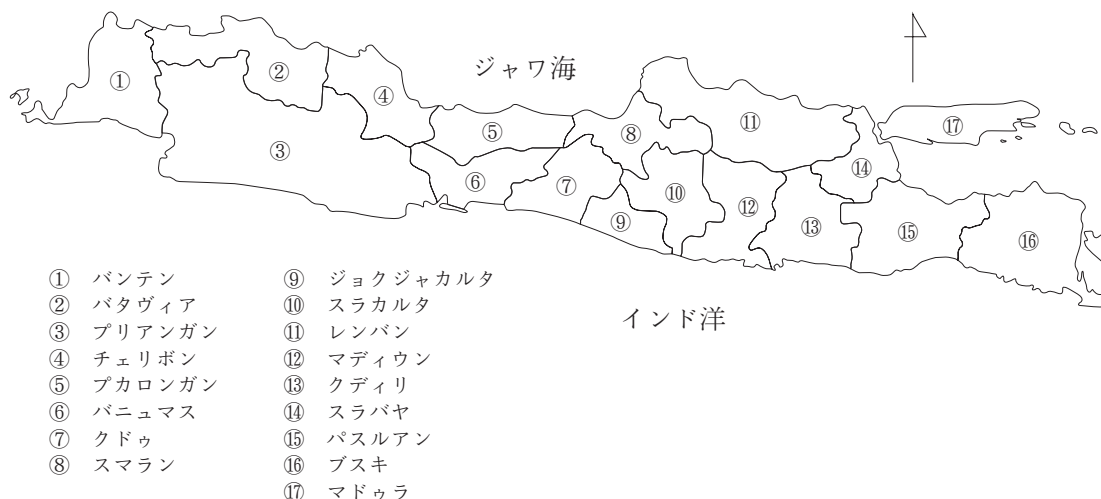 ジャワ海
①
②
③
④
⑤
⑥
⑦
⑧
⑨
⑩
⑪
⑫
⑬
⑭
⑮
⑯
⑰
インド洋
① バンテン
② バタヴィア
③ プリアンガン
④ チェリボン
⑤ プカロンガン
⑥ バニュマス
⑦ クドゥ
⑧ スマラン
⑨ ジョクジャカルタ
⑩ スラカルタ
⑪ レンバン
⑫ マディウン
⑬ クディリ
⑭ スラバヤ
⑮ パスルアン
⑯ ブスキ
⑰ マドゥラ